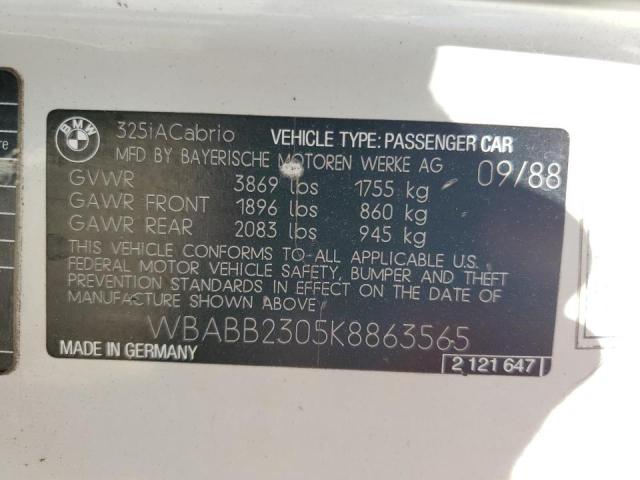 BMW
325iACabrio VEHICLE TYPE: PASSENGER CAR
MFD BY BAYERISCHE MOTOREN WERKE AG 09/88
GVWR 3869 lbs 1755 kg
GAWR FRONT 1896 lbs 860 kg
GAWR REAR 2083 lbs 945 kg
THIS VEHICLE CONFORMS TO ALL APPLICABLE U.S.
FEDERAL MOTOR VEHICLE SAFETY, BUMPER AND THEFT
PREVENTION STANDARDS IN EFFECT ON THE DATE OF
MANUFACTURE SHOWN ABOVE
WBABB2305K8863565
MADE IN GERMANY 2 121 647